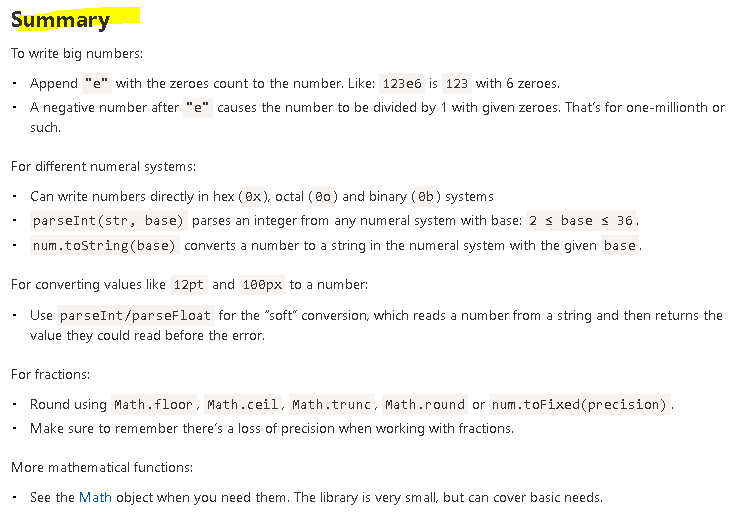 Summary
To write big numbers:
• Append "e" with the zeroes count to the number. Like: 123e6 is 123 with 6 zeroes.
• A negative number after "e" causes the number to be divided by 1 with given zeroes. That's for one-millionth or
such.
For different numeral systems:
• Can write numbers directly in hex (0x), octal (0o) and binary (0b) systems
• parseInt(str, base) parses an integer from any numeral system with base: 2 ≤ base ≤ 36.
• num.toString(base) converts a number to a string in the numeral system with the given base.
For converting values like 12pt and 100px to a number:
• Use parseInt/parseFloat for the “soft” conversion, which reads a number from a string and then returns the
value they could read before the error.
For fractions:
• Round using Math.floor, Math.ceil, Math.trunc, Math.round or num.toFixed(precision).
• Make sure to remember there's a loss of precision when working with fractions.
More mathematical functions:
• See the Math object when you need them. The library is very small, but can cover basic needs.